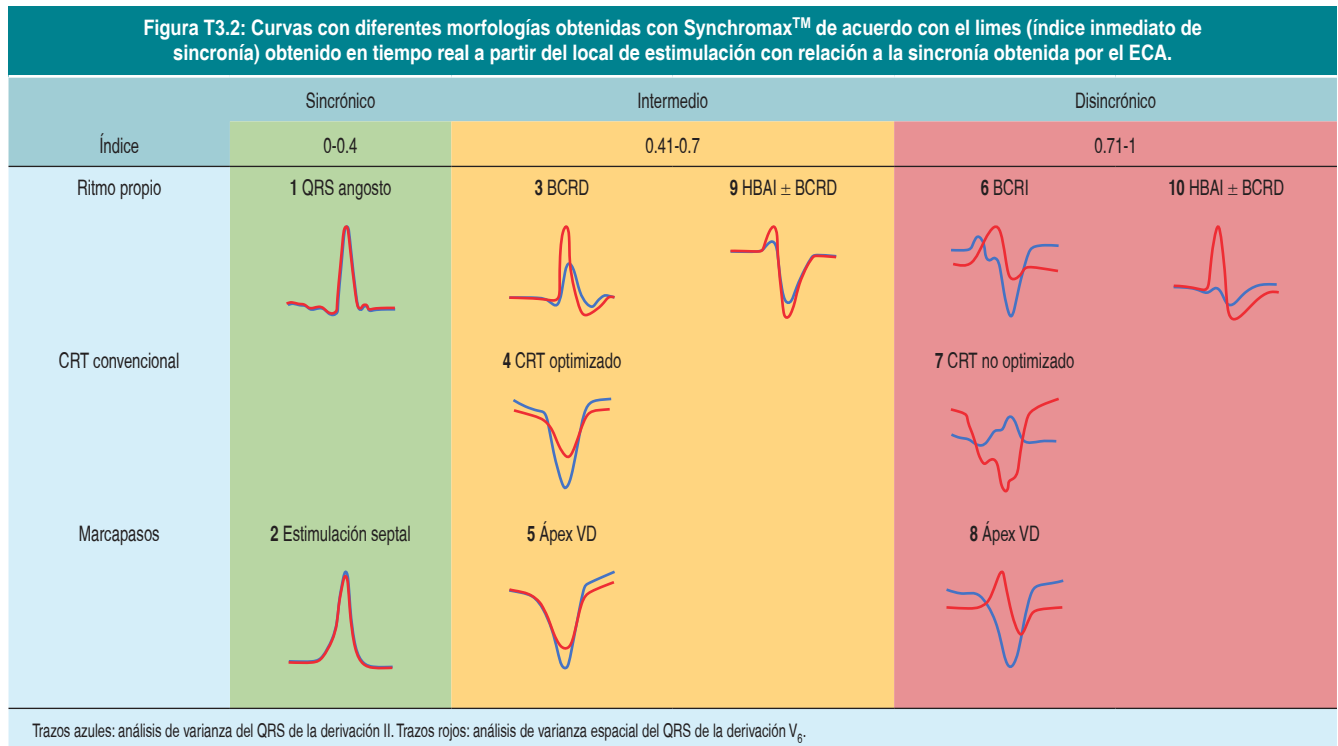 Figura T3.2: Curvas con diferentes morfologías obtenidas con Synchromax™ de acuerdo con el limes (índice inmediato de
sincronía) obtenido en tiempo real a partir del local de estimulación con relación a la sincronía obtenida por el ECA.
Sincrónico Intermedio Disincrónico
Índice 0-0.4 0.41-0.7 0.71-1
Ritmo propio 1 QRS angosto 3 BCRD 9 HBAI ± BCRD 6 BCRI 10 HBAI ± BCRD
CRT convencional 4 CRT optimizado 7 CRT no optimizado
Marcapasos 2 Estimulación septal 5 Ápex VD 8 Ápex VD
Trazos azules: análisis de varianza del QRS de la derivación II. Trazos rojos: análisis de varianza espacial del QRS de la derivación V₆.